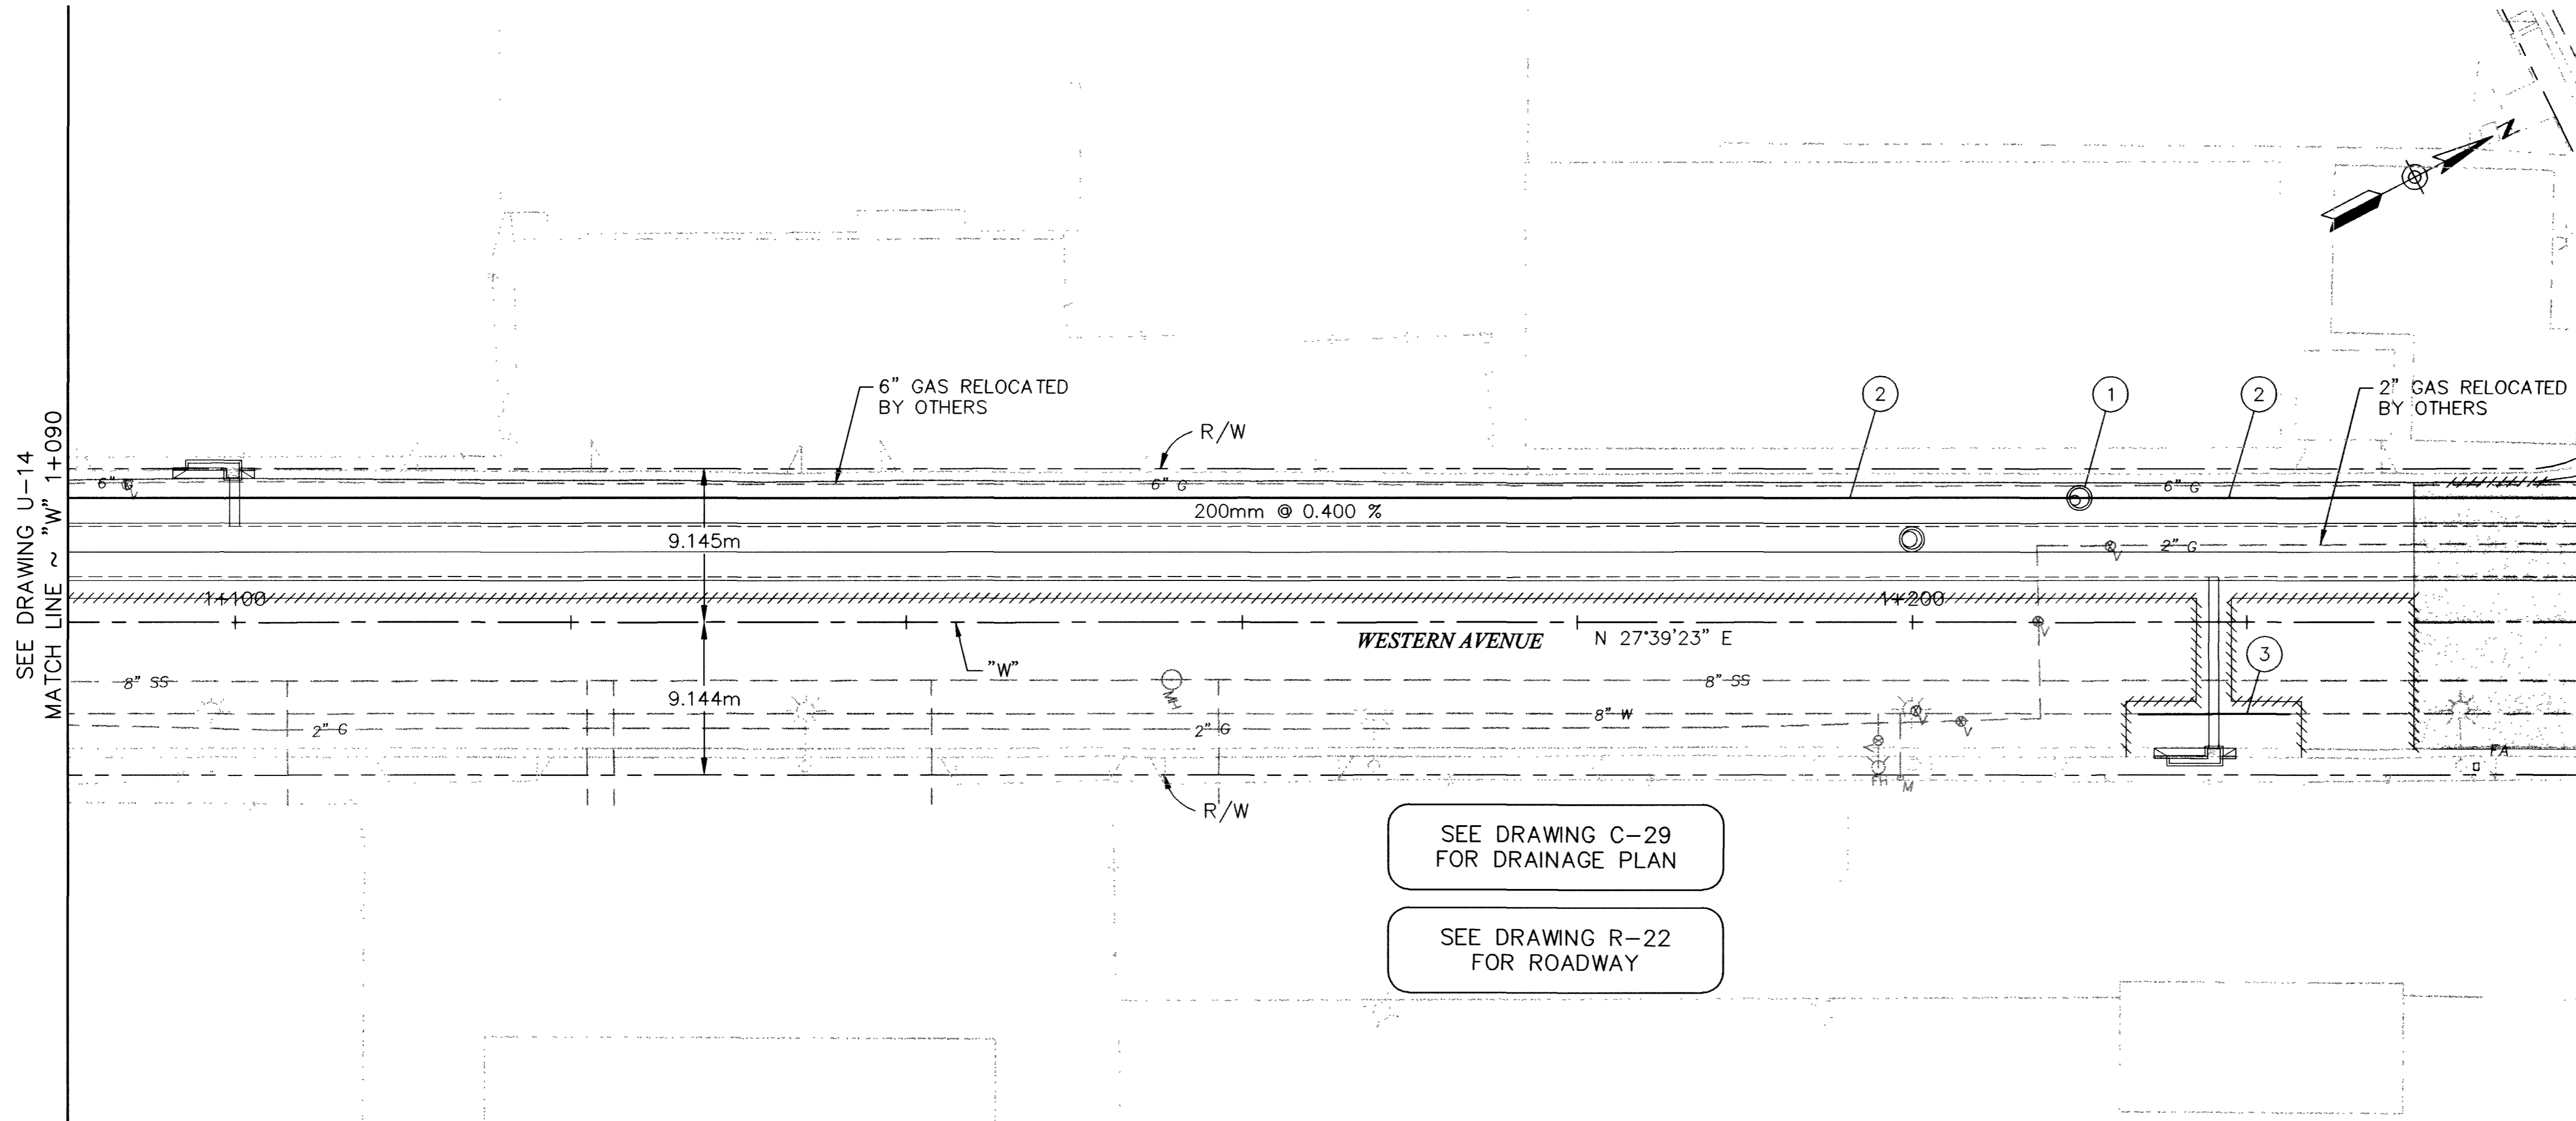 N
6" GAS RELOCATED
BY OTHERS
2
1
2
2" GAS RELOCATED
BY OTHERS
R/W
SEE DRAWING U-14
MATCH LINE ~ "W" 1+090
6" G
V
6" G
6" G
200mm @ 0.400 %
9.145m
2" G
V
1+100
1+200
V
WESTERN AVENUE
N 27°39'23" E
3
"W"
8" SS
8" SS
MH
9.144m
2" G
2" G
8" W
V
V
V
FA
FH
M
R/W
SEE DRAWING C-29
FOR DRAINAGE PLAN
SEE DRAWING R-22
FOR ROADWAY